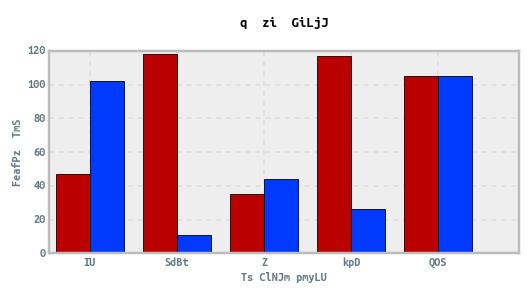 q zi GiLjJ
120
100
80
60
40
20
0
FeafPz TmS
IU SdBt Z kpD QOS
Ts ClNJm pmyLU